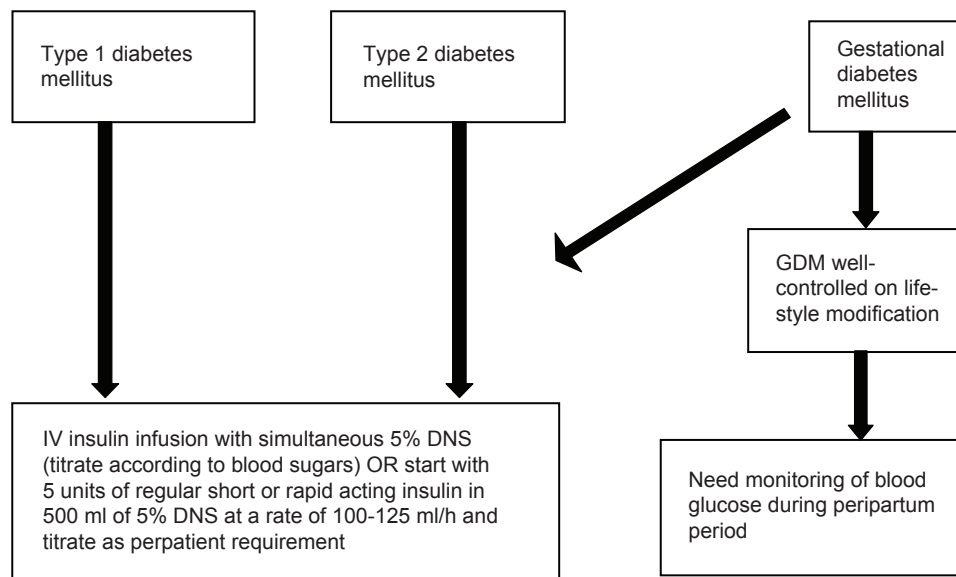 Type 1 diabetes
mellitus
Type 2 diabetes
mellitus
Gestational
diabetes
mellitus
GDM well-
controlled on life-
style modification
IV insulin infusion with simultaneous 5% DNS
(titrate according to blood sugars) OR start with
5 units of regular short or rapid acting insulin in
500 ml of 5% DNS at a rate of 100-125 ml/h and
titrate as perpatient requirement
Need monitoring of blood
glucose during peripartum
period